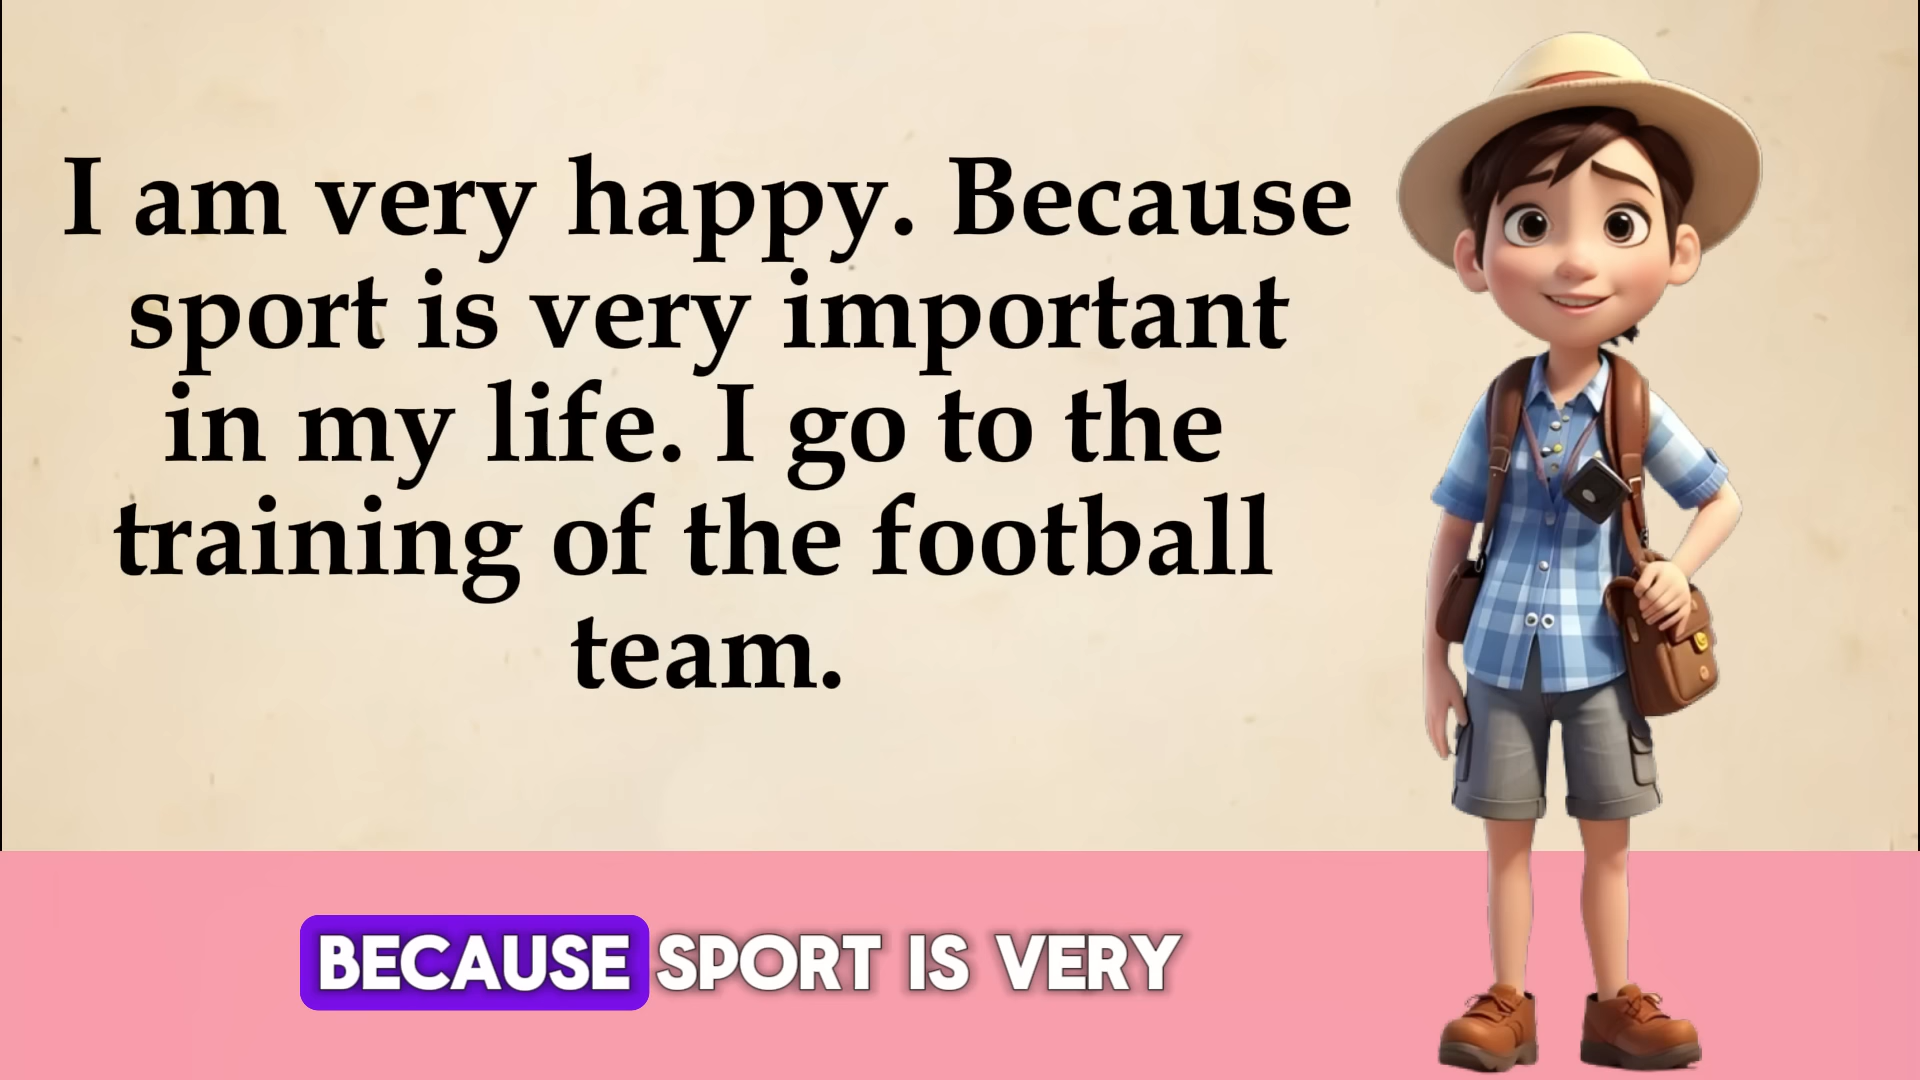 I am very happy. Because
sport is very important
in my life. I go to the
training of the football
team.
BECAUSE SPORT IS VERY